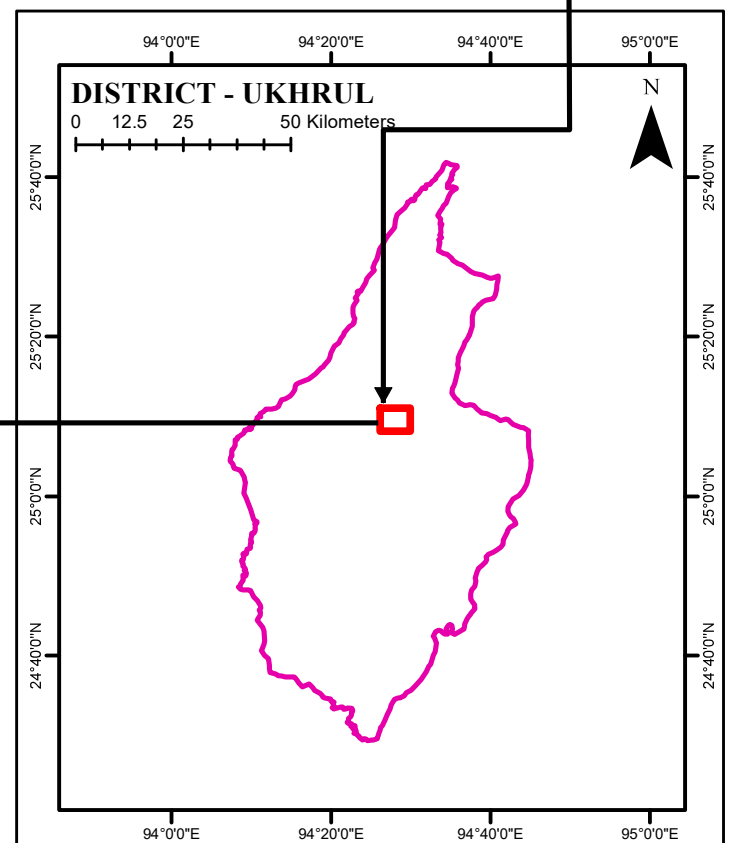 94°0'0"E 94°20'0"E 94°40'0"E 95°0'0"E
DISTRICT - UKHRUL
N
0 12.5 25 50 Kilometers
25°40'0"N 25°40'0"N
25°20'0"N 25°20'0"N
25°0'0"N 25°0'0"N
24°40'0"N 24°40'0"N
94°0'0"E 94°20'0"E 94°40'0"E 95°0'0"E